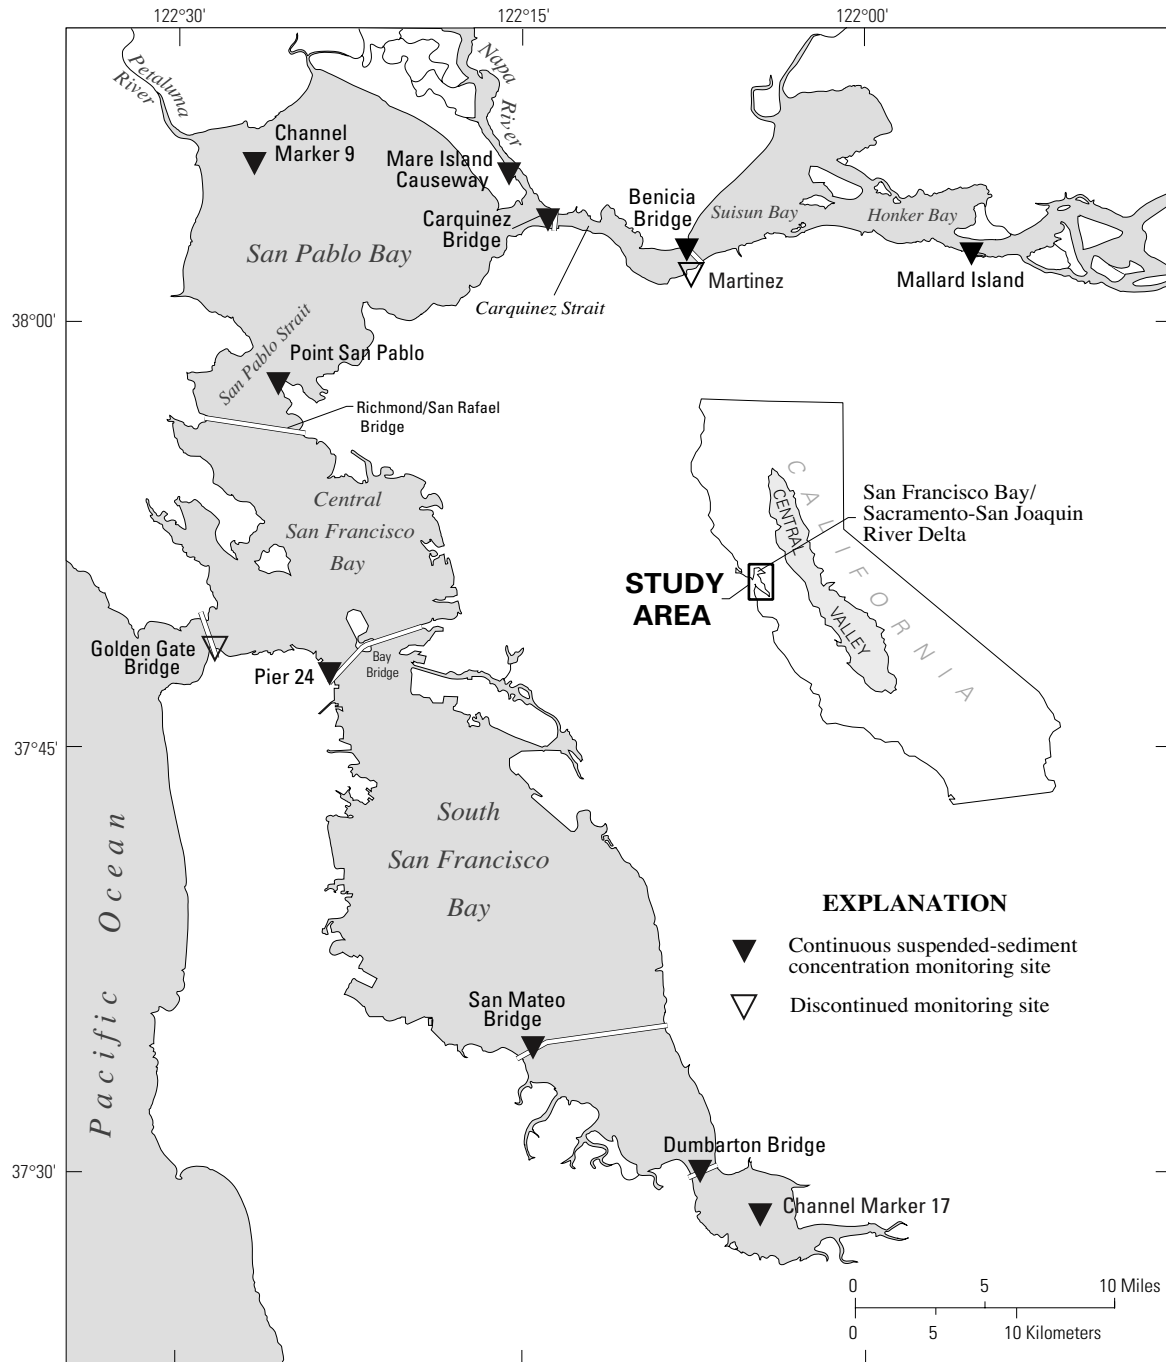 122°30'
122°15'
122°00'
Petaluma
River
Napa
River
Channel
Marker 9
Mare Island
Causeway
Carquinez
Bridge
Benicia
Bridge
Suisun Bay
Honker Bay
San Pablo Bay
Martinez
Mallard Island
Carquinez Strait
38°00'
San Pablo Strait
Point San Pablo
Richmond/San Rafael
Bridge
Central
San Francisco
Bay
CALIFORNIA
CENTRAL
VALLEY
San Francisco Bay/
Sacramento-San Joaquin
River Delta
STUDY
AREA
Golden Gate
Bridge
Pier 24
Bay
Bridge
37°45'
Pacific Ocean
South
San Francisco
Bay
EXPLANATION
Continuous suspended-sediment
concentration monitoring site
Discontinued monitoring site
San Mateo
Bridge
Dumbarton Bridge
37°30'
Channel Marker 17
0 5 10 Miles
0 5 10 Kilometers